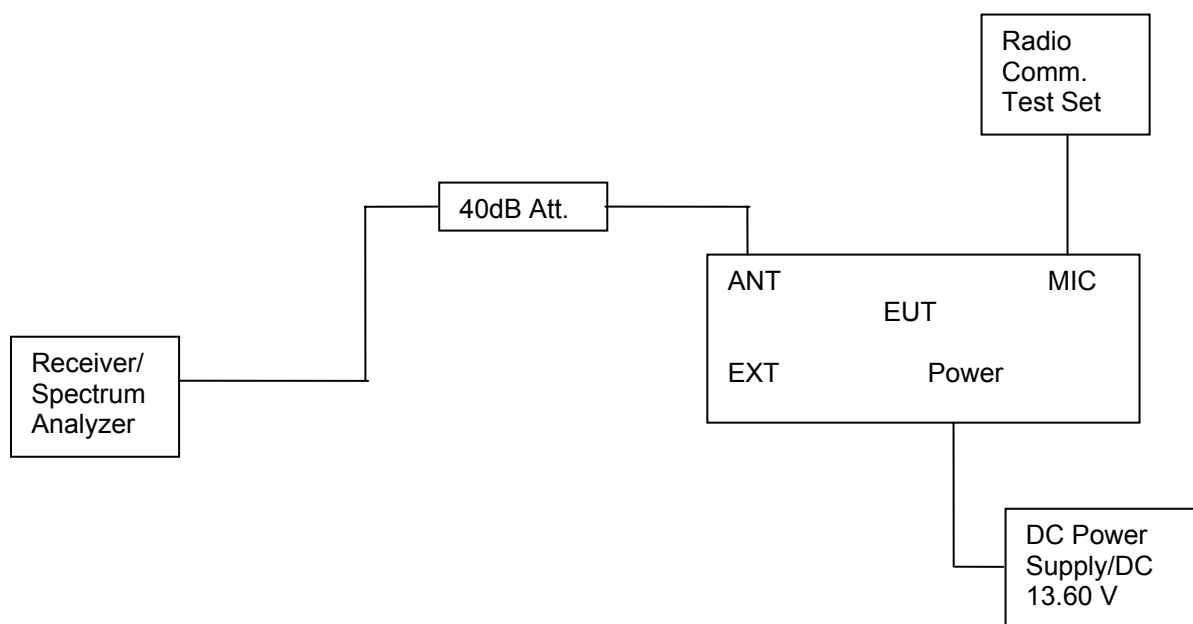 Radio
Comm.
Test Set
40dB Att.
ANT
MIC
EUT
Receiver/
Spectrum
Analyzer
EXT
Power
DC Power
Supply/DC
13.60 V